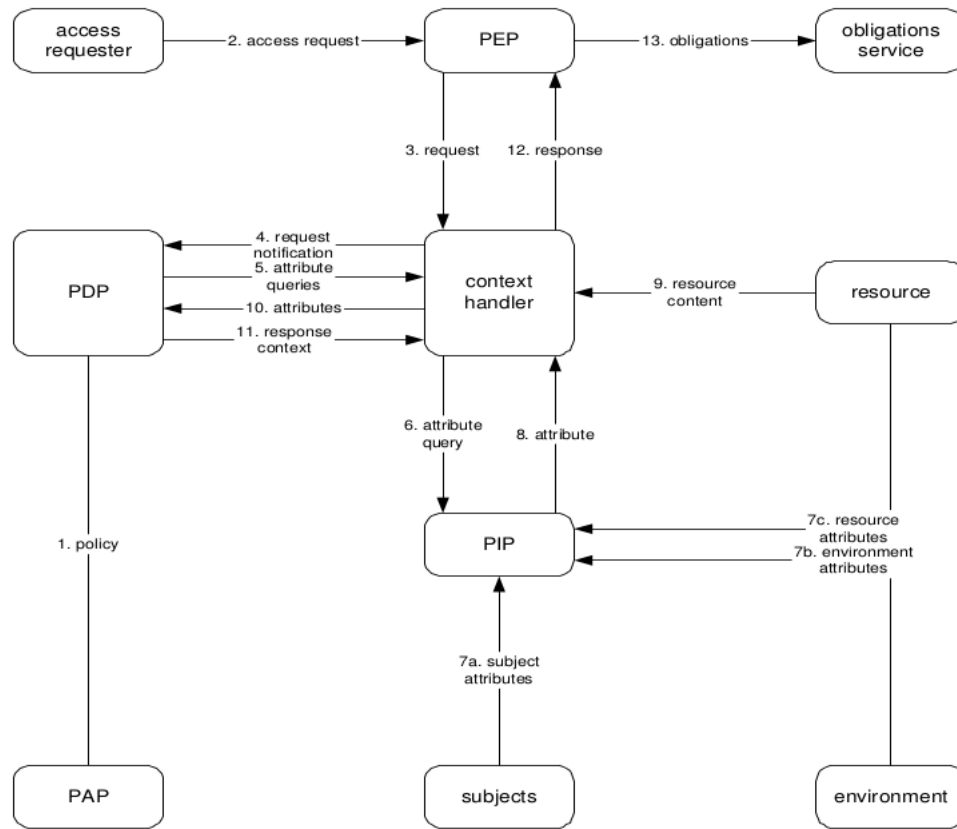 access
requester
2. access request
PEP
13. obligations
obligations
service
3. request
12. response
PDP
4. request
notification
5. attribute
queries
10. attributes
11. response
context
context
handler
9. resource
content
resource
6. attribute
query
8. attribute
1. policy
PIP
7c. resource
attributes
7b. environment
attributes
7a. subject
attributes
PAP
subjects
environment